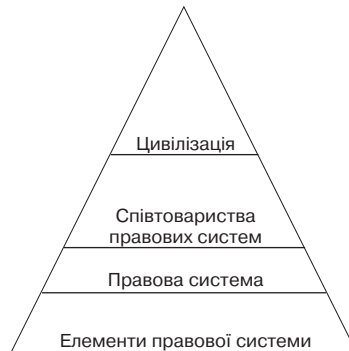 Цивілізація
Співтовариства
правових систем
Правова система
Елементи правової системи